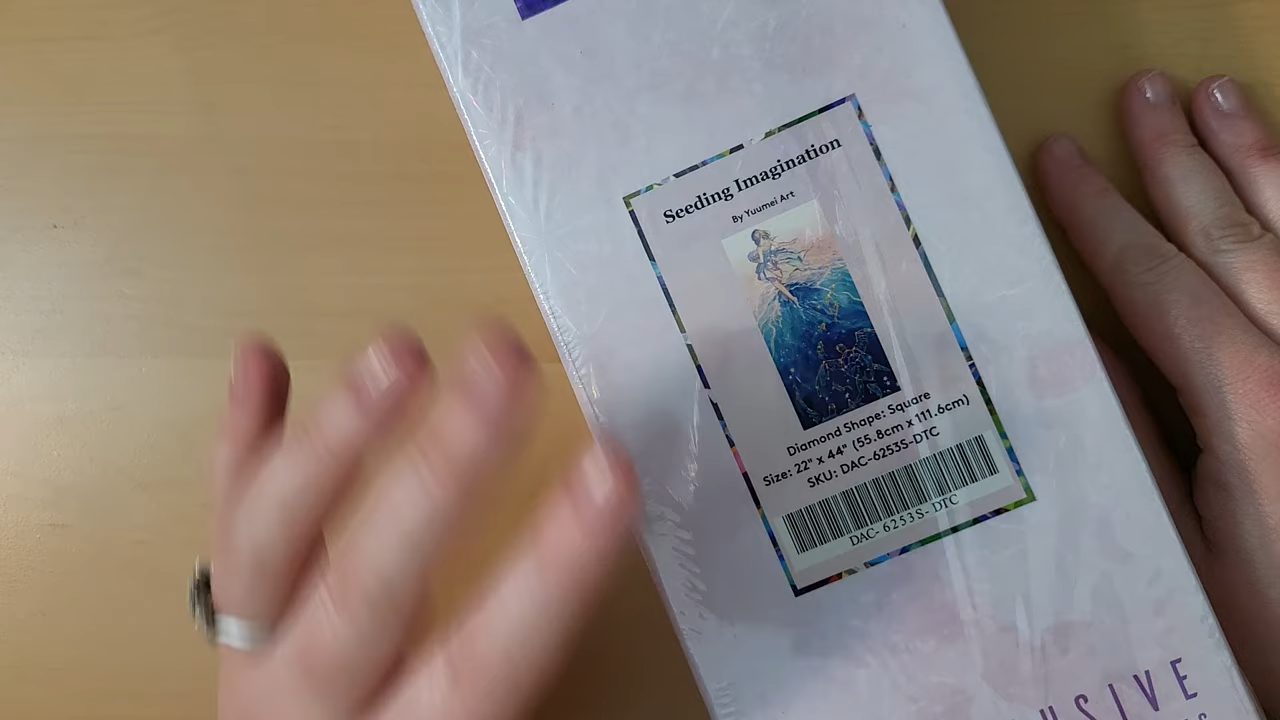 Seeding Imagination
By Yuumei Art
Diamond Shape: Square
Size: 22" x 44" (55.8cm x 111.6cm)
SKU: DAC-6253S-DTC
DAC- 6253S- DTC